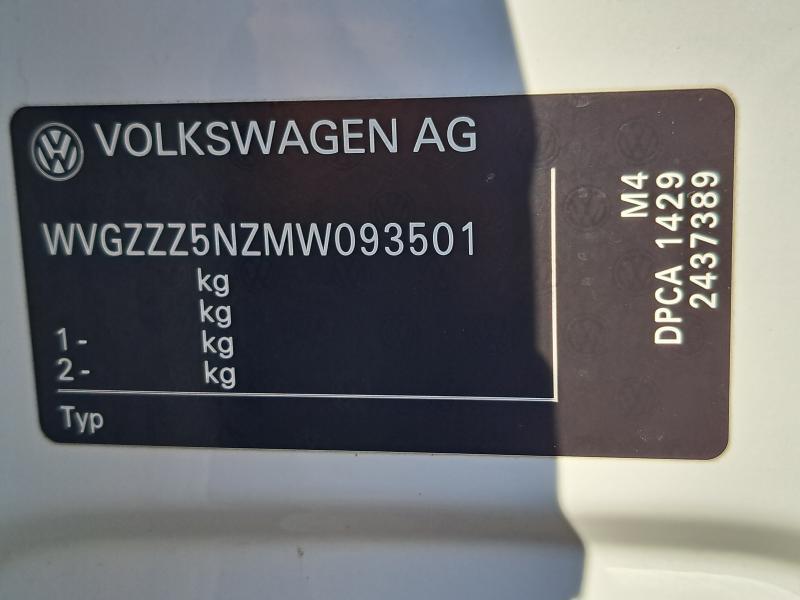 VOLKSWAGEN AG
WVGZZZ5NZMW093501
kg
kg
1- kg
2- kg
Typ
M4
DPCA 1429
2437389